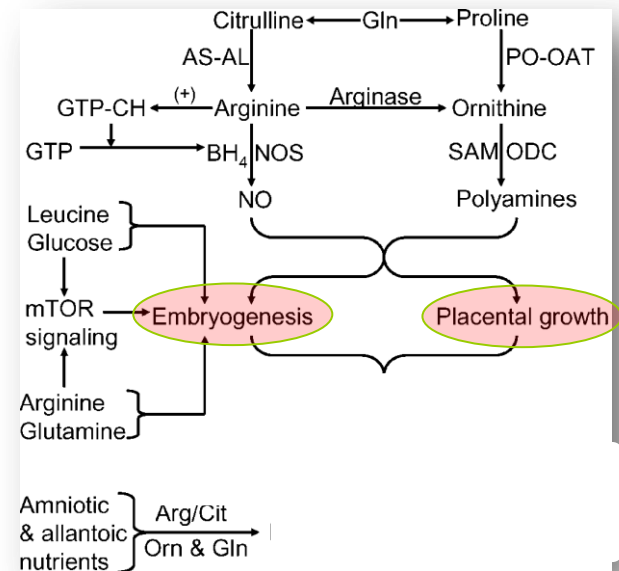 Citrulline Gln Proline
AS-AL PO-OAT
GTP-CH (+) Arginine Arginase Ornithine
GTP BH4 NOS SAM ODC
NO Polyamines
Leucine
Glucose
mTOR
signaling
Embryogenesis Placental growth
Arginine
Glutamine
Amniotic
& allantoic
nutrients
Arg/Cit
Orn & Gln